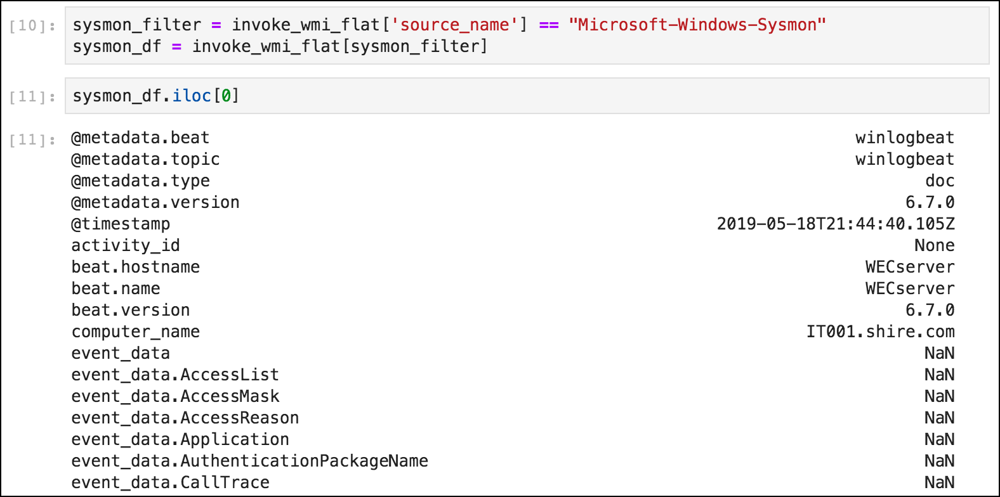 [10]: sysmon_filter = invoke_wmi_flat['source_name'] == "Microsoft-Windows-Sysmon"
sysmon_df = invoke_wmi_flat[sysmon_filter]
[11]: sysmon_df.iloc[0]
[11]: @metadata.beat winlogbeat
@metadata.topic winlogbeat
@metadata.type doc
@metadata.version 6.7.0
@timestamp 2019-05-18T21:44:40.105Z
activity_id None
beat.hostname WECserver
beat.name WECserver
beat.version 6.7.0
computer_name IT001.shire.com
event_data NaN
event_data.AccessList NaN
event_data.AccessMask NaN
event_data.AccessReason NaN
event_data.Application NaN
event_data.AuthenticationPackageName NaN
event_data.CallTrace NaN